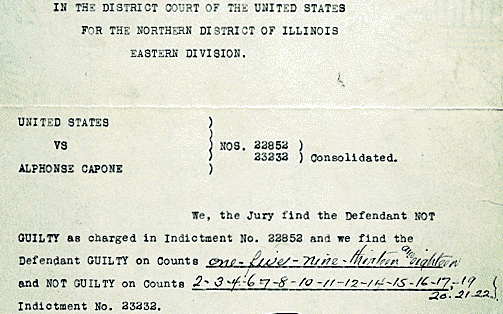 IN THE DISTRICT COURT OF THE UNITED STATES
FOR THE NORTHERN DISTRICT OF ILLINOIS
EASTERN DIVISION.
UNITED STATES )
VS ) NOS. 22852 )
) 23232 ) Consolidated.
ALPHONSE CAPONE )
We, the Jury find the Defendant NOT
GUILTY as charged in Indictment No. 22852 and we find the
Defendant GUILTY on Counts one-five-nine-thirteen and eighteen
and NOT GUILTY on Counts 2-3-4-6-7-8-10-11-12-14-15-16-17-19
20-21-22
Indictment No. 23232.